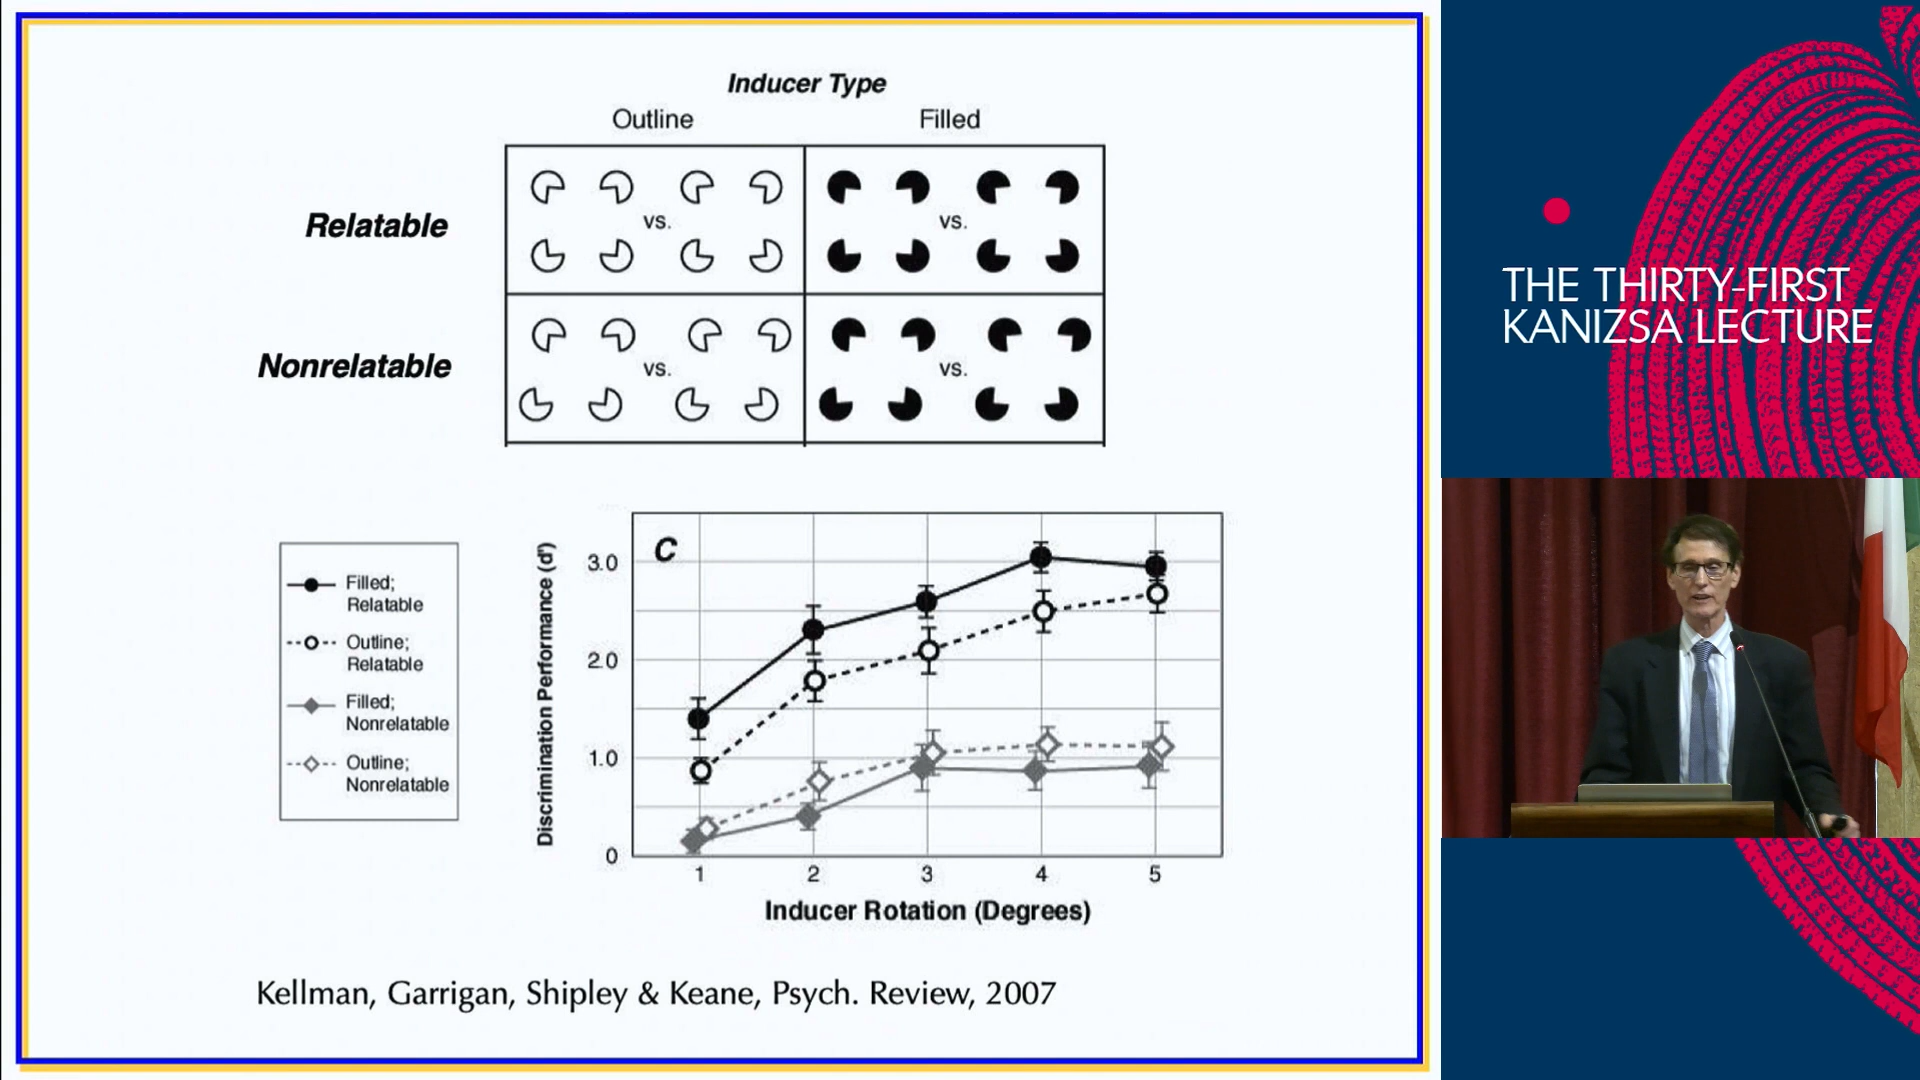 Inducer Type
Outline
Filled
Relatable
vs.
vs.
Nonrelatable
vs.
vs.
Filled;
Relatable
Outline;
Relatable
Filled;
Nonrelatable
Outline;
Nonrelatable
Discrimination Performance (d')
C
3.0
2.0
1.0
0
1 2 3 4 5
Inducer Rotation (Degrees)
Kellman, Garrigan, Shipley & Keane, Psych. Review, 2007
THE THIRTY-FIRST
KANIZSA LECTURE